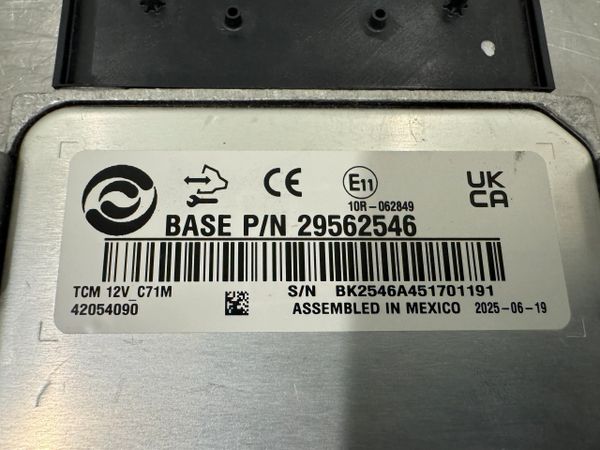 CE
E11
10R-062849
UK
CA
BASE P/N 29562546
TCM 12V_C71M
S/N BK2546A451701191
42054090
ASSEMBLED IN MEXICO 2025-06-19